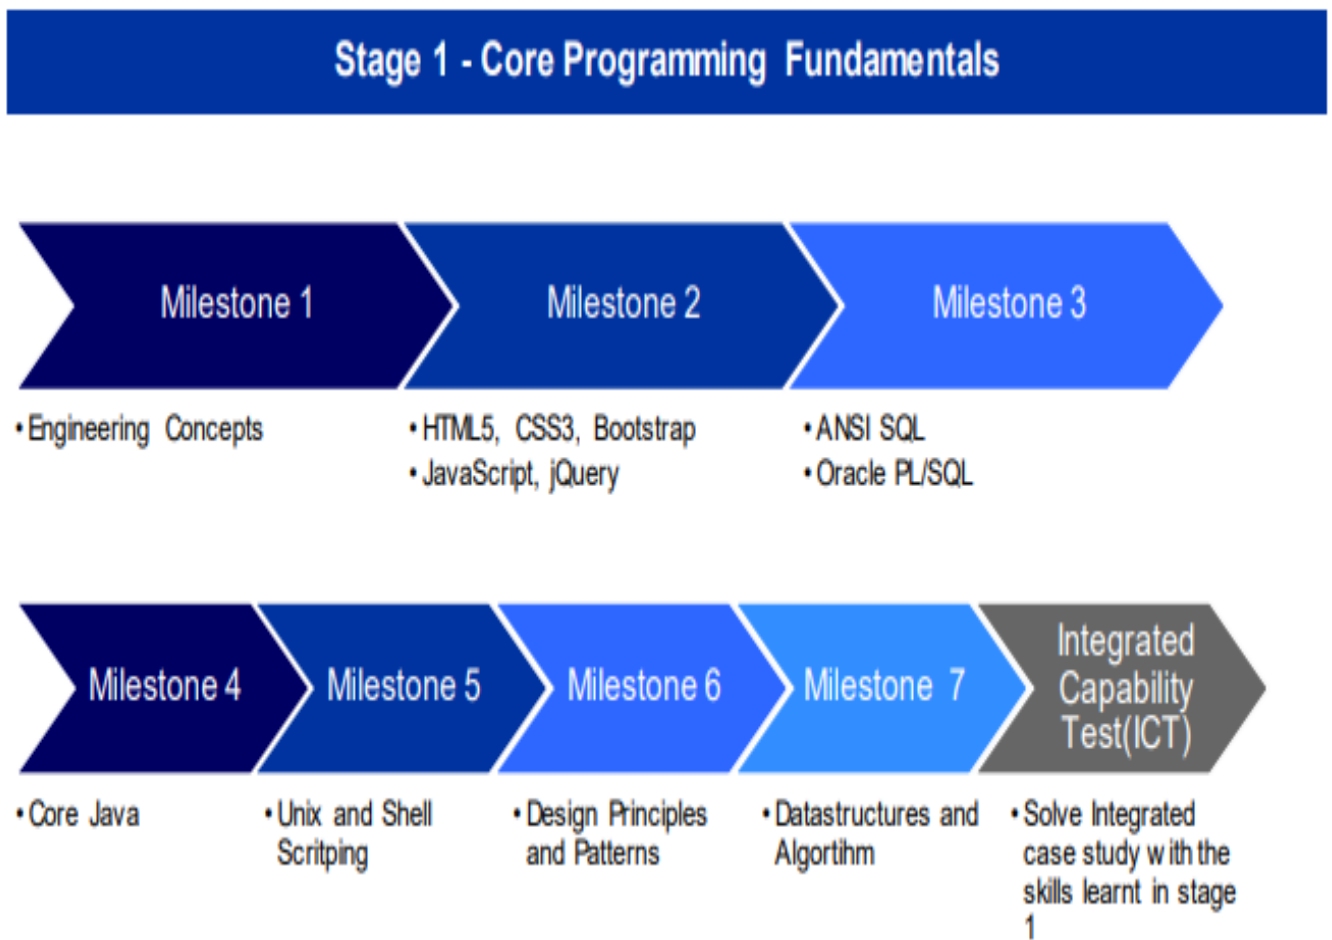 Stage 1 - Core Programming Fundamentals
Milestone 1
Milestone 2
Milestone 3
• Engineering Concepts
• HTML5, CSS3, Bootstrap
• JavaScript, jQuery
• ANSI SQL
• Oracle PL/SQL
Milestone 4
Milestone 5
Milestone 6
Milestone 7
Integrated
Capability
Test(ICT)
• Core Java
• Unix and Shell
Scritping
• Design Principles
and Patterns
• Datastructures and
Algortihm
• Solve Integrated
case study with the
skills learnt in stage
1